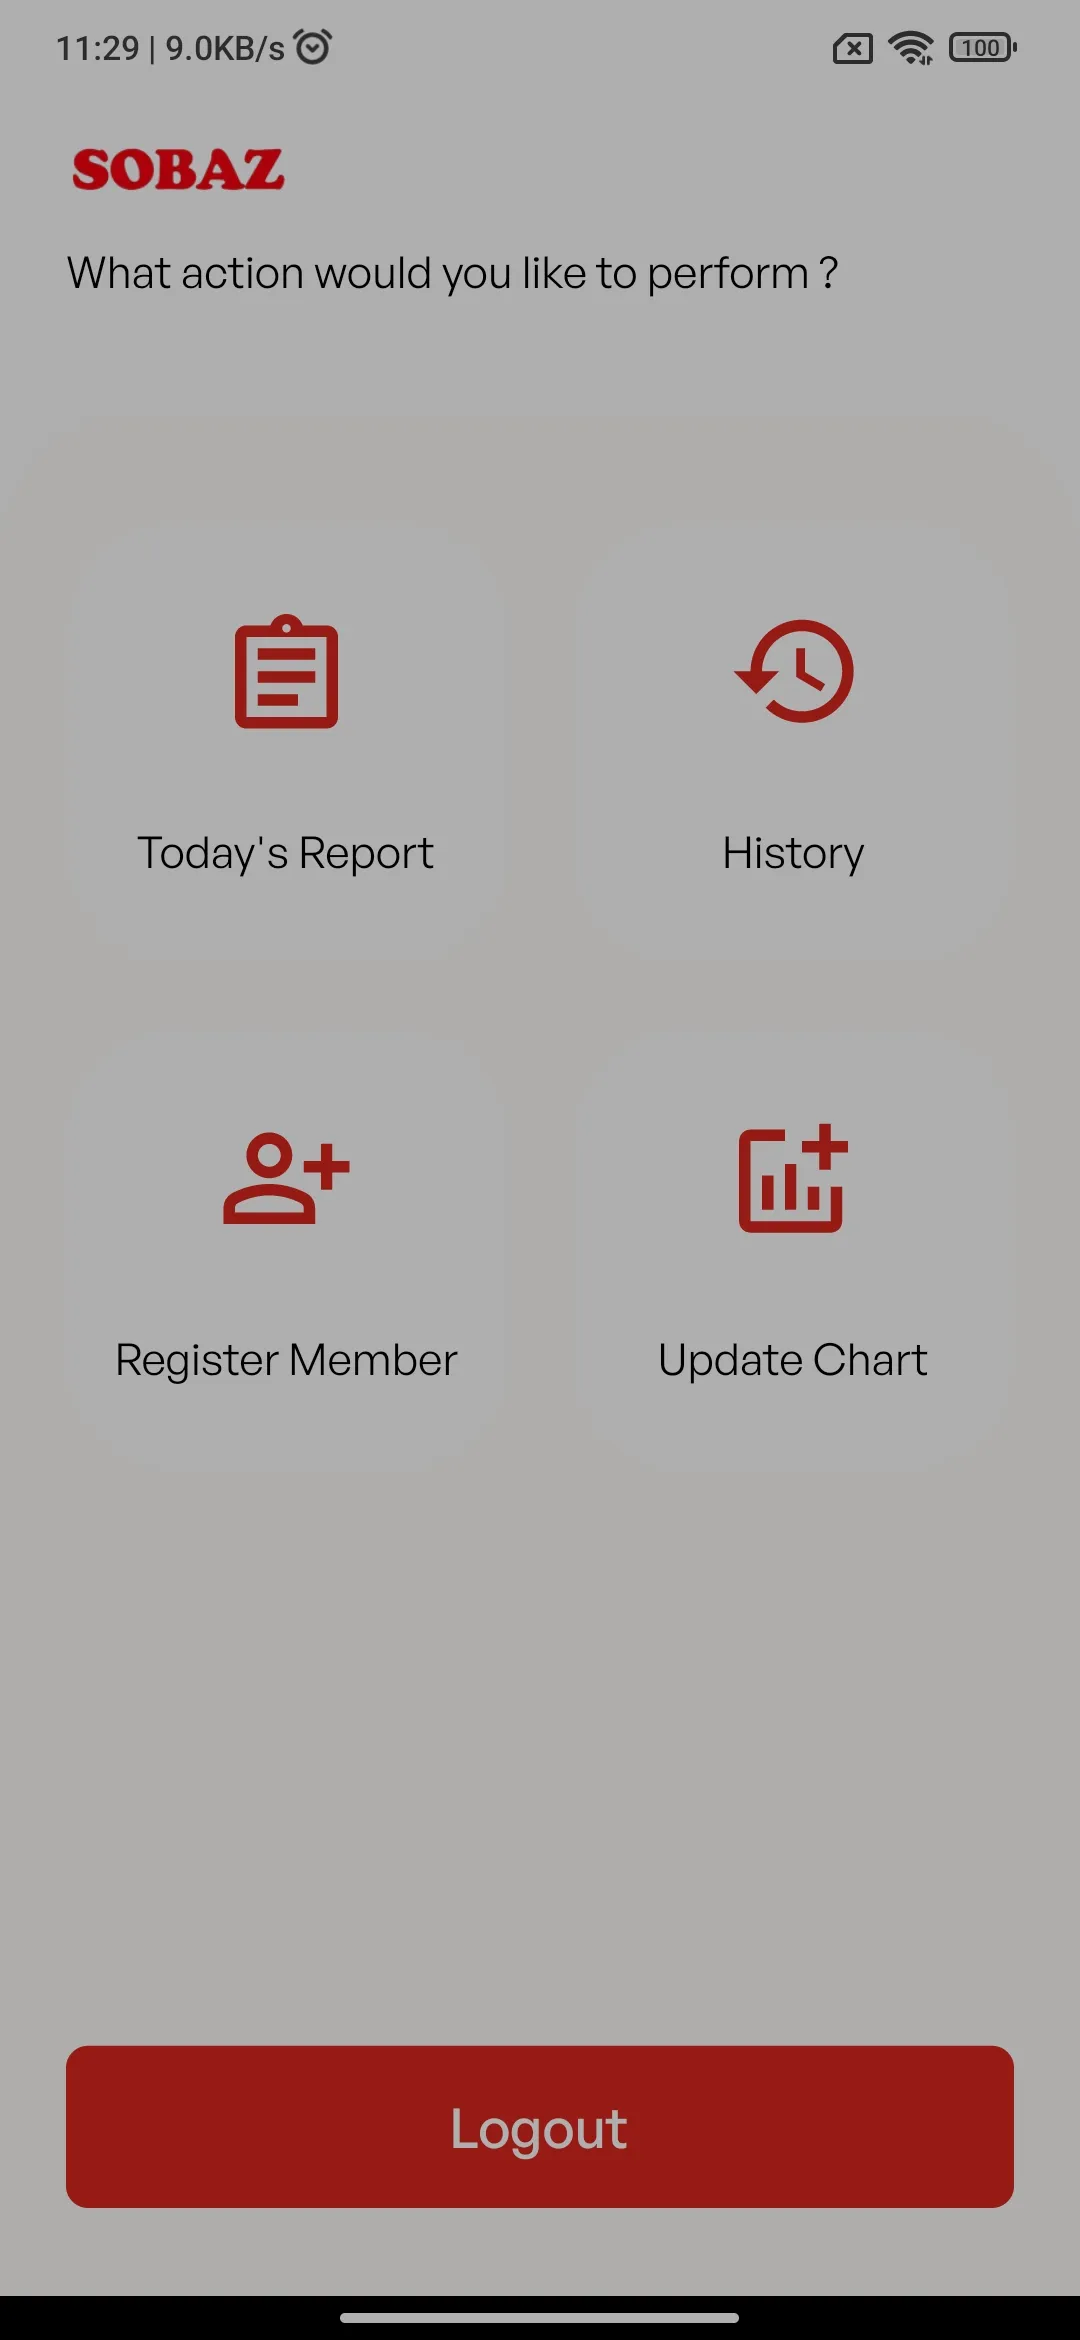 11:29 | 9.0KB/s
100
SOBAZ
What action would you like to perform ?
Today's Report
History
Register Member
Update Chart
Logout